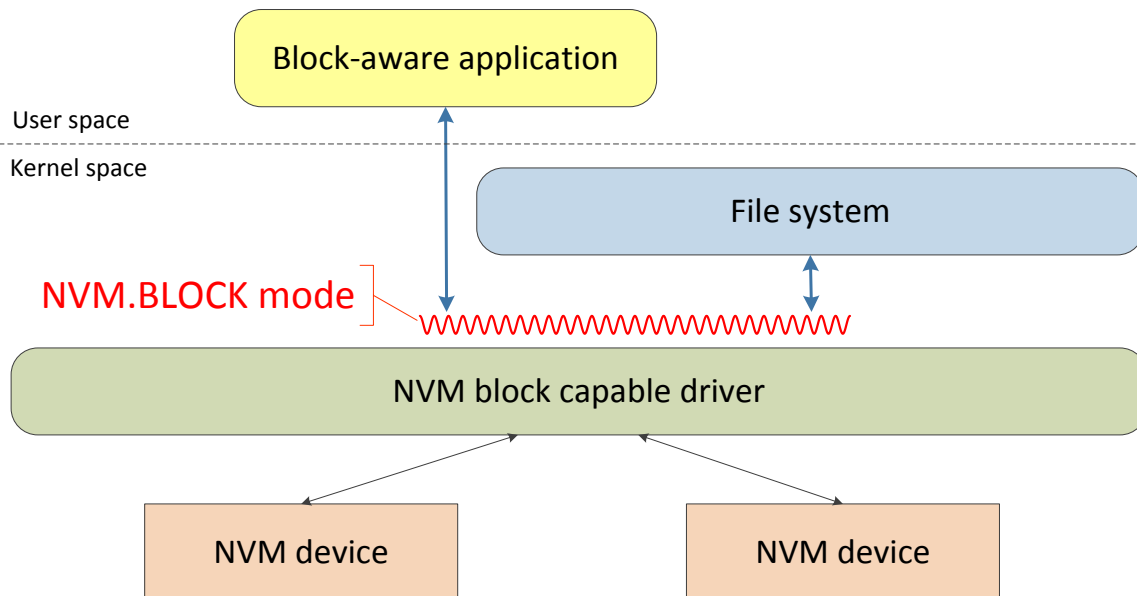 Block-aware application
User space
Kernel space
File system
NVM.BLOCK mode
NVM block capable driver
NVM device
NVM device